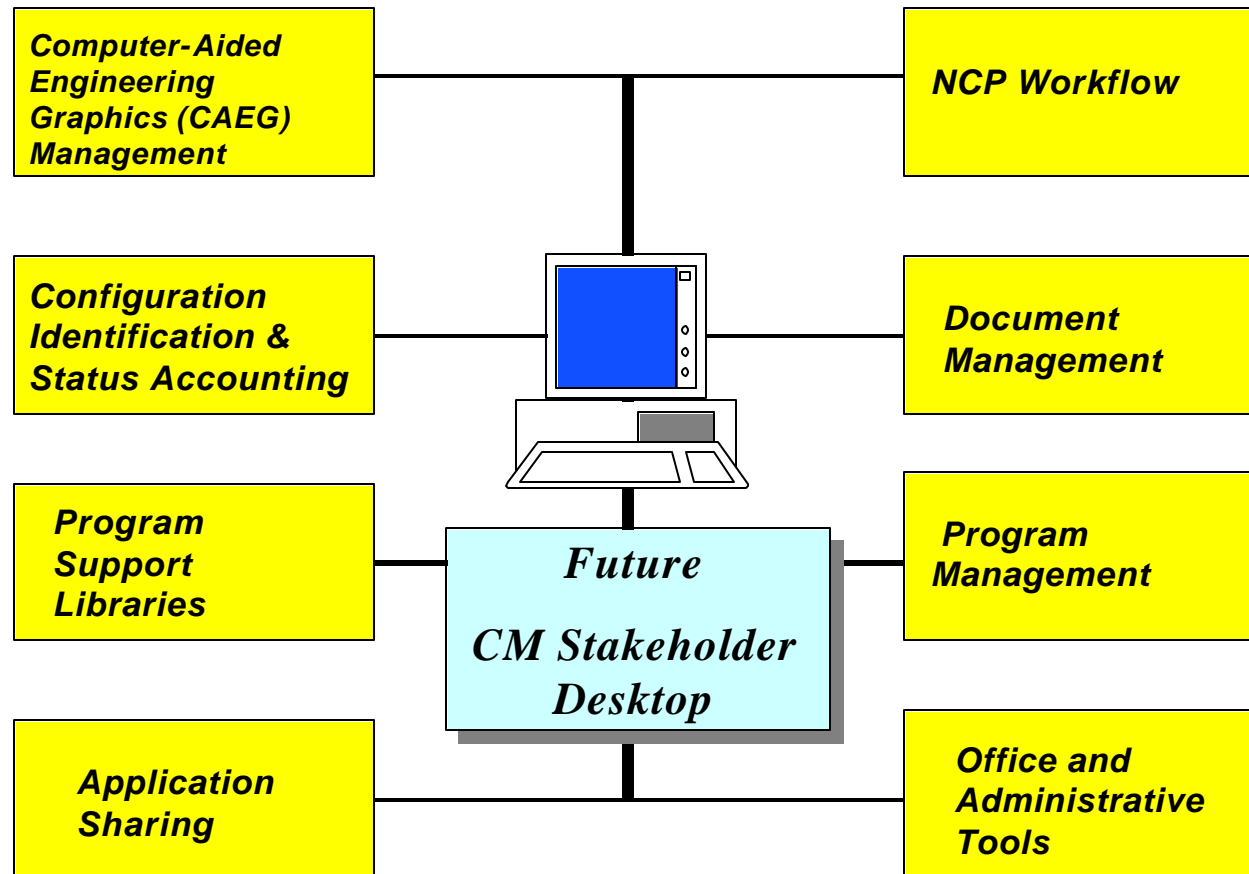 Computer-Aided
Engineering
Graphics (CAEG)
Management
NCP Workflow
Configuration
Identification &
Status Accounting
Document
Management
Program
Support
Libraries
Future
CM Stakeholder
Desktop
Program
Management
Application
Sharing
Office and
Administrative
Tools